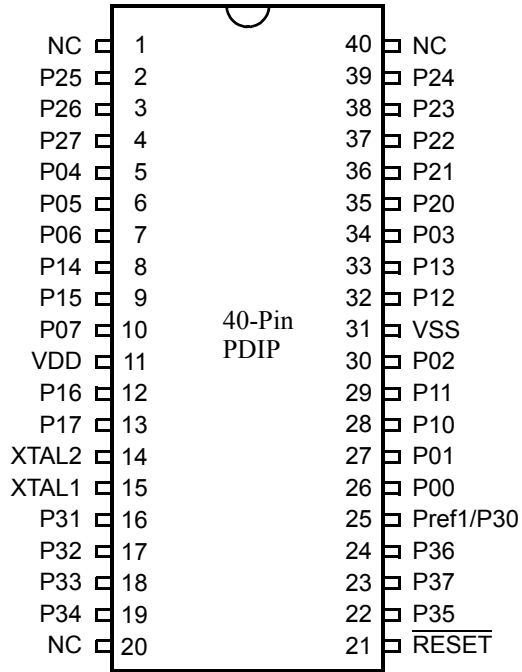 NC 1 40 NC
P25 2 39 P24
P26 3 38 P23
P27 4 37 P22
P04 5 36 P21
P05 6 35 P20
P06 7 34 P03
P14 8 33 P13
P15 9 32 P12
P07 10 40-Pin 31 VSS
VDD 11 PDIP 30 P02
P16 12 29 P11
P17 13 28 P10
XTAL2 14 27 P01
XTAL1 15 26 P00
P31 16 25 Pref1/P30
P32 17 24 P36
P33 18 23 P37
P34 19 22 P35
NC 20 21 RESET